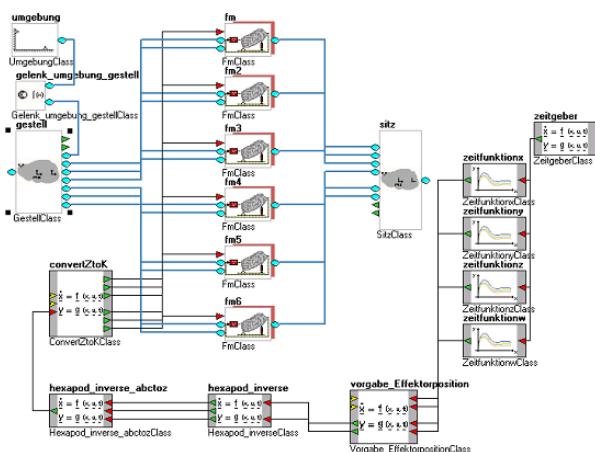 umgebung
UmgebungClass
gelenk_umgebung_gestell
Gelenk_umgebung_gestellClass
gestell
GestellClass
fm
FmClass
fm2
FmClass
fm3
FmClass
fm4
FmClass
fm5
FmClass
fm6
FmClass
sitz
SitzClass
zeitgeber
ẋ = f (x, u, t)
y = g (x, u, t)
ZeitgeberClass
zeitfunktionx
ZeitfunktionxClass
zeitfunktiony
ZeitfunktionyClass
zeitfunktionz
ZeitfunktionzClass
zeitfunktionw
ZeitfunktionwClass
convertZtoK
ẋ = f (x, u, t)
y = g (x, u, t)
ConvertZtoKClass
hexapod_inverse_abctoz
ẋ = f (x, u, t)
y = g (x, u, t)
Hexapod_inverse_abctozClass
hexapod_inverse
ẋ = f (x, u, t)
y = g (x, u, t)
Hexapod_inverseClass
vorgabe_Effektorposition
ẋ = f (x, u, t)
y = g (x, u, t)
Vorgabe_EffektorpositionClass